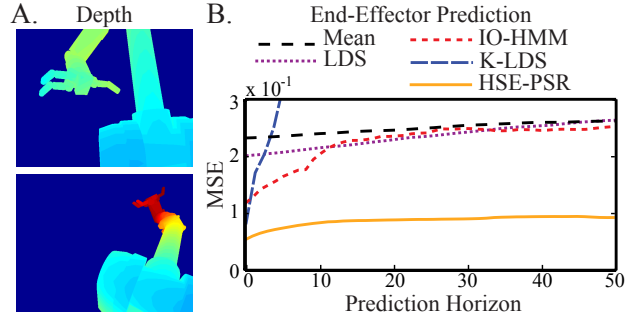 A.
Depth
B.
End-Effector Prediction
Mean
IO-HMM
LDS
K-LDS
HSE-PSR
x 10⁻¹
3
2
1
0
MSE
0 10 20 30 40 50
Prediction Horizon